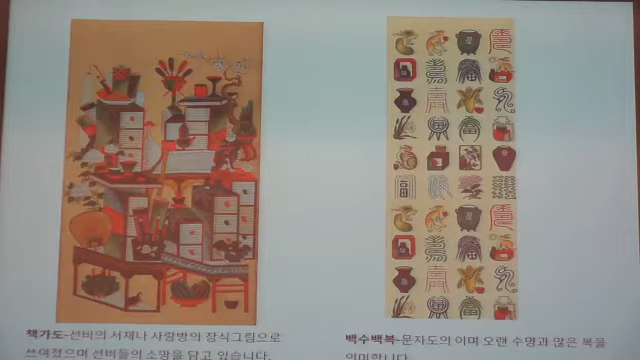 책가도-선비의 서재나 사랑방의 장식그림으로
쓰여졌으며 선비들의 소망을 담고 있습니다.
백수백복-문자도의 이며 오랜 수명과 많은 복을
의미합니다